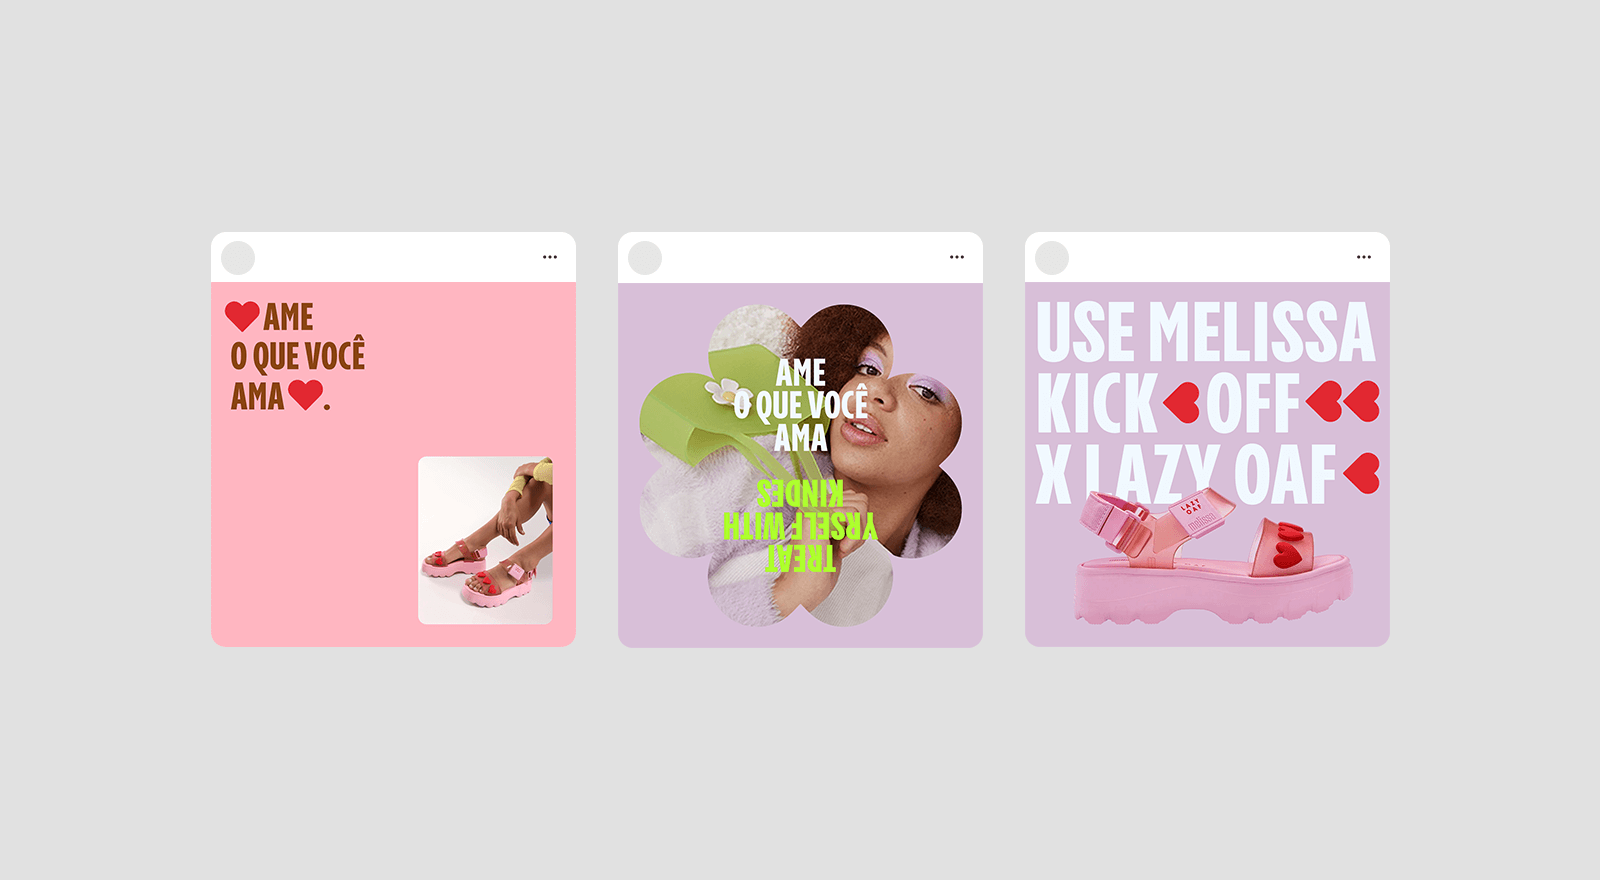 AME
O QUE VOCÊ
AMA.
AME
O QUE VOCÊ
AMA
TREAT
YRSELF WITH
KINDES
USE MELISSA
KICK OFF
X LAZY OAF
LAZY
OAF
melissa